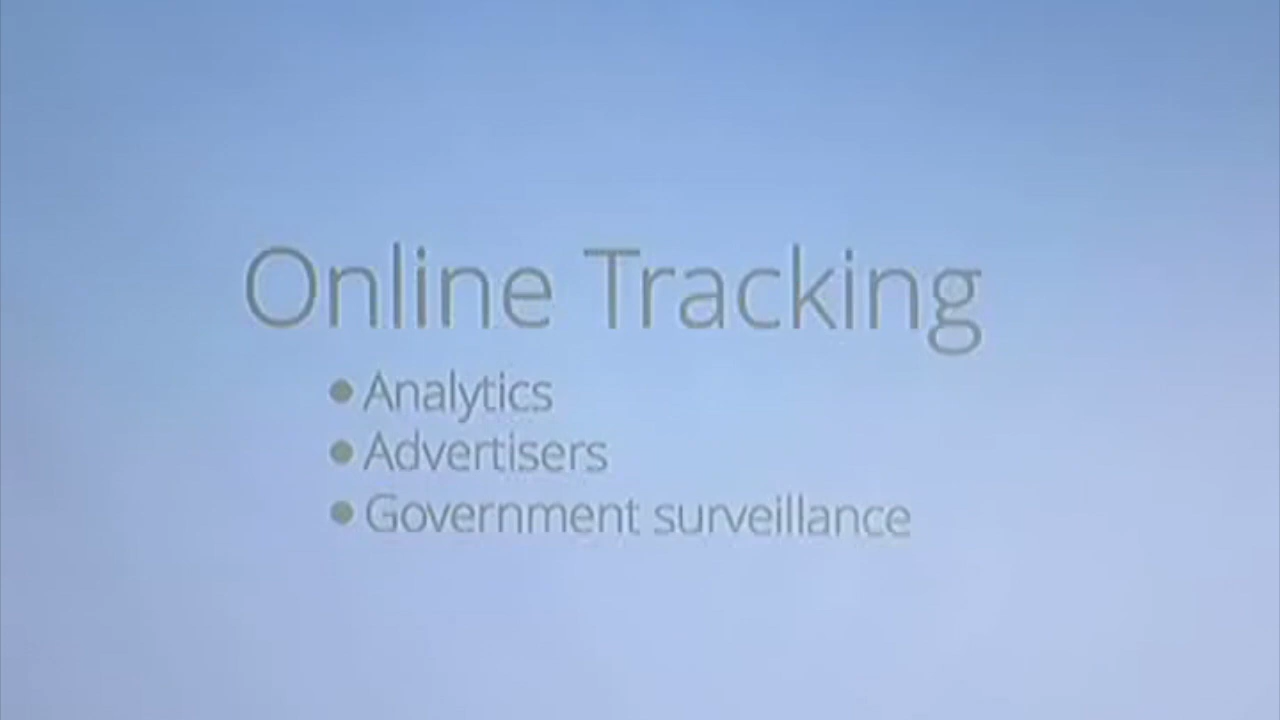 Online Tracking
• Analytics
• Advertisers
• Government surveillance